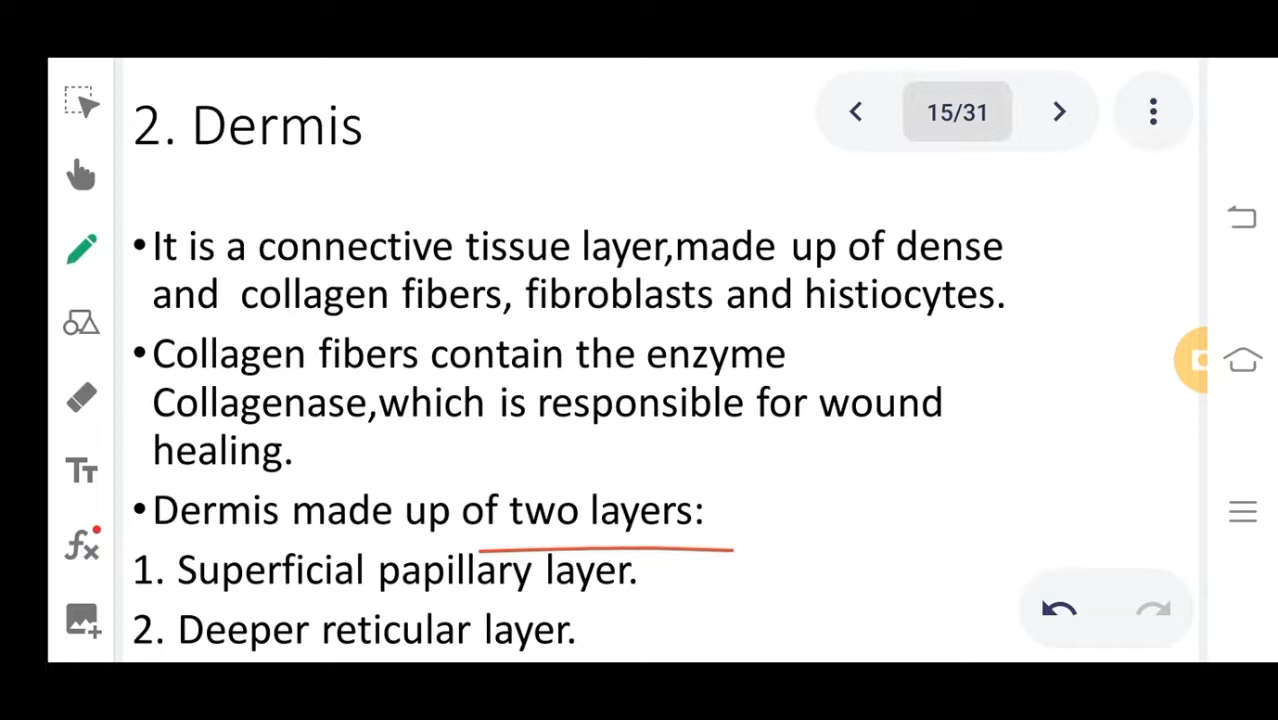 2. Dermis
15/31
•It is a connective tissue layer,made up of dense
and collagen fibers, fibroblasts and histiocytes.
•Collagen fibers contain the enzyme
Collagenase,which is responsible for wound
healing.
•Dermis made up of two layers:
1. Superficial papillary layer.
2. Deeper reticular layer.
TT
fx